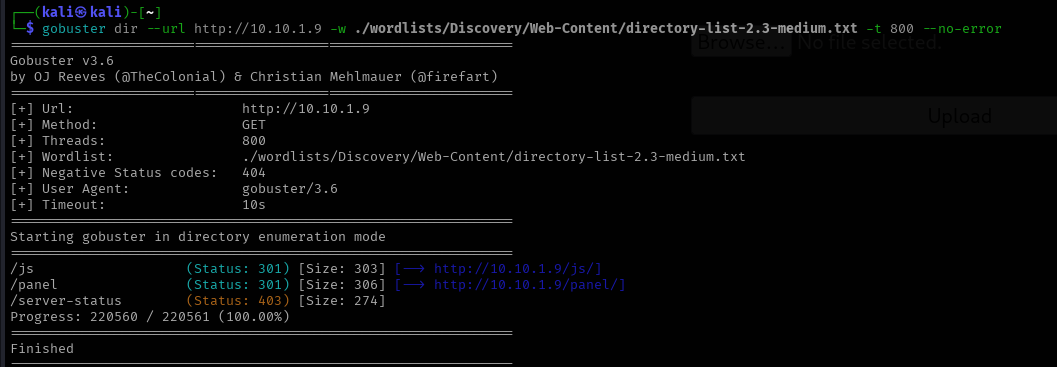 ┌──(kali㉿kali)-[~]
└─$ gobuster dir --url http://10.10.1.9 -w ./wordlists/Discovery/Web-Content/directory-list-2.3-medium.txt -t 800 --no-error
Browse... No file selected.
===============================================================
Gobuster v3.6
by OJ Reeves (@TheColonial) & Christian Mehlmauer (@firefart)
===============================================================
[+] Url:                     http://10.10.1.9
Upload
[+] Method:                  GET
[+] Threads:                 800
[+] Wordlist:                ./wordlists/Discovery/Web-Content/directory-list-2.3-medium.txt
[+] Negative Status codes:   404
[+] User Agent:              gobuster/3.6
[+] Timeout:                 10s
===============================================================
Starting gobuster in directory enumeration mode
===============================================================
/js                   (Status: 301) [Size: 303] [--> http://10.10.1.9/js/]
/panel                (Status: 301) [Size: 306] [--> http://10.10.1.9/panel/]
/server-status        (Status: 403) [Size: 274]
Progress: 220560 / 220561 (100.00%)
===============================================================
Finished
===============================================================